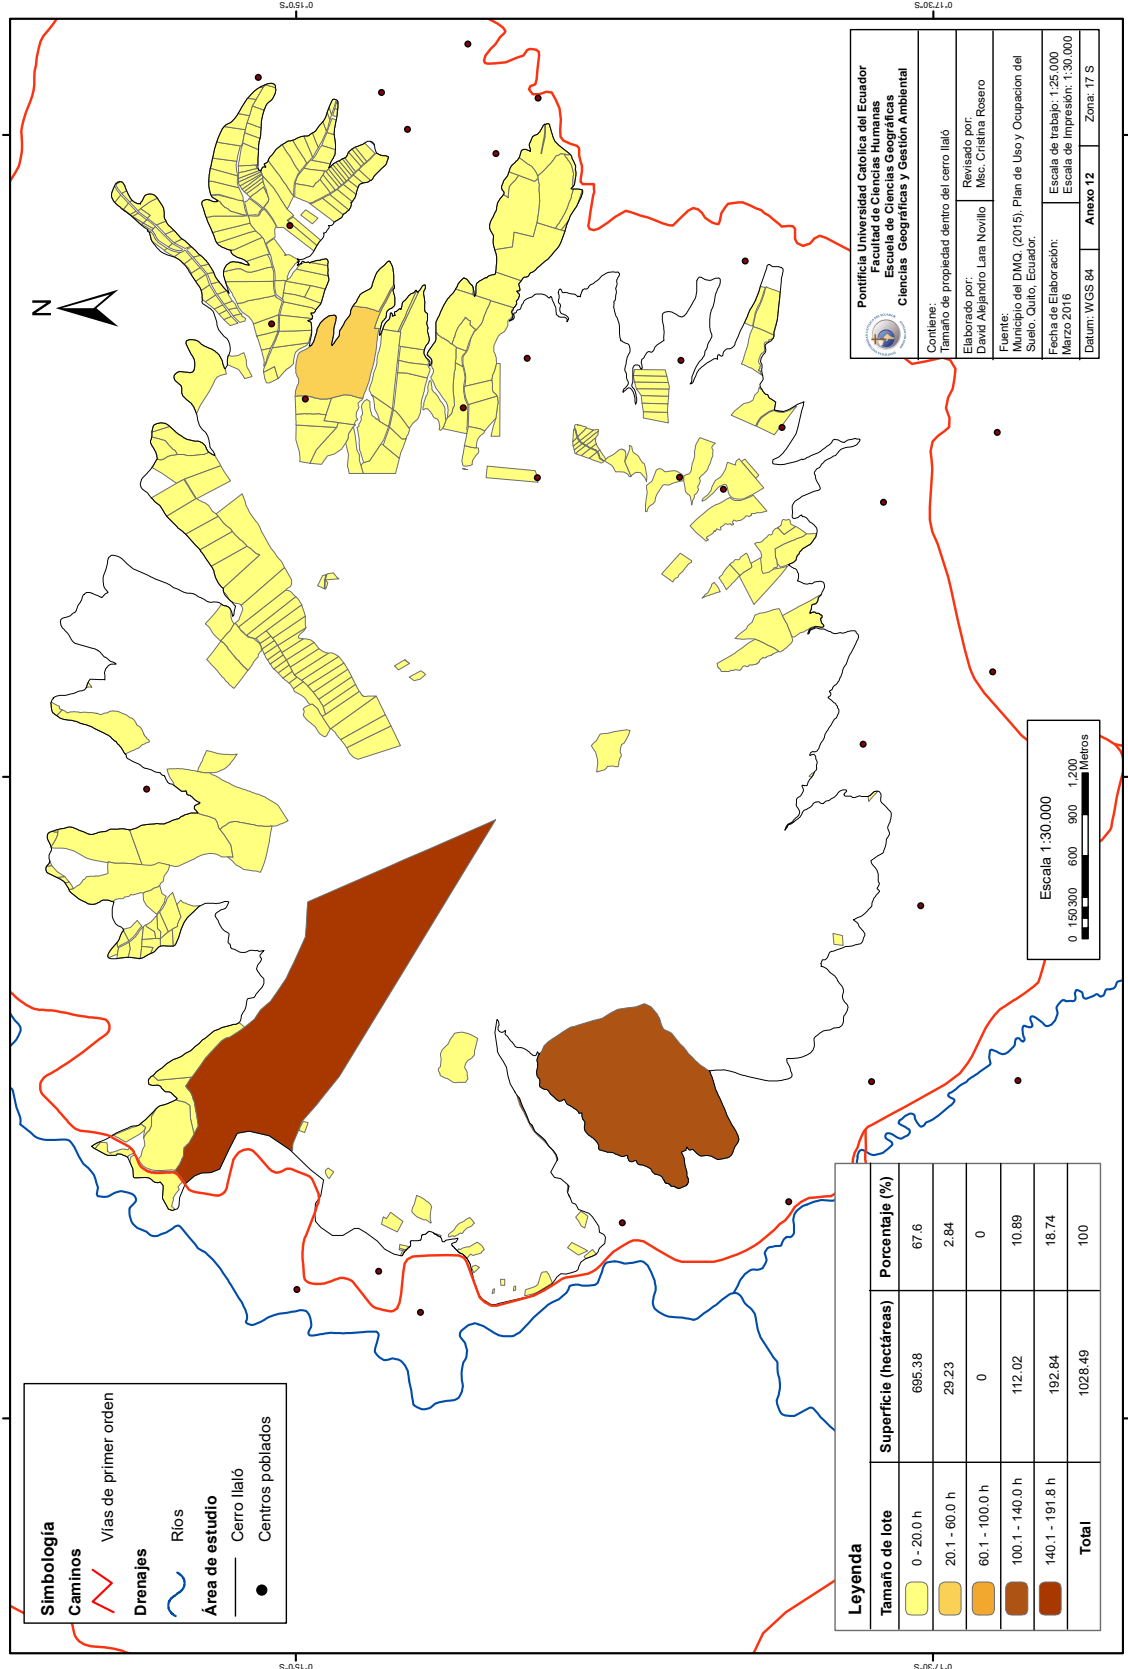 0°15'0"S
0°17'30"S
N
Pontificia Universidad Catolica del Ecuador
Facultad de Ciencias Humanas
Escuela de Ciencias Geográficas
Ciencias Geográficas y Gestión Ambiental
Contiene:
Tamaño de propiedad dentro del cerro Ilaló
Elaborado por:
David Alejandro Lara Novillo
Revisado por:
Msc. Cristina Rosero
Fuente:
Municipio del DMQ. (2015). Plan de Uso y Ocupacion del
Suelo. Quito, Ecuador.
Fecha de Elaboración:
Marzo 2016
Escala de trabajo: 1:25.000
Escala de Impresión: 1:30.000
Datum: WGS 84
Anexo 12
Zona: 17 S
Escala 1:30.000
0 150 300 600 900 1.200
Metros
Simbología
Caminos
Vías de primer orden
Drenajes
Ríos
Área de estudio
Cerro Ilaló
Centros poblados
Leyenda
Tamaño de lote Superficie (hectáreas) Porcentaje (%)
0 - 20.0 h 695.38 67.6
20.1 - 60.0 h 29.23 2.84
60.1 - 100.0 h 0 0
100.1 - 140.0 h 112.02 10.89
140.1 - 191.8 h 192.84 18.74
Total 1028.49 100
0°15'0"S
0°17'30"S